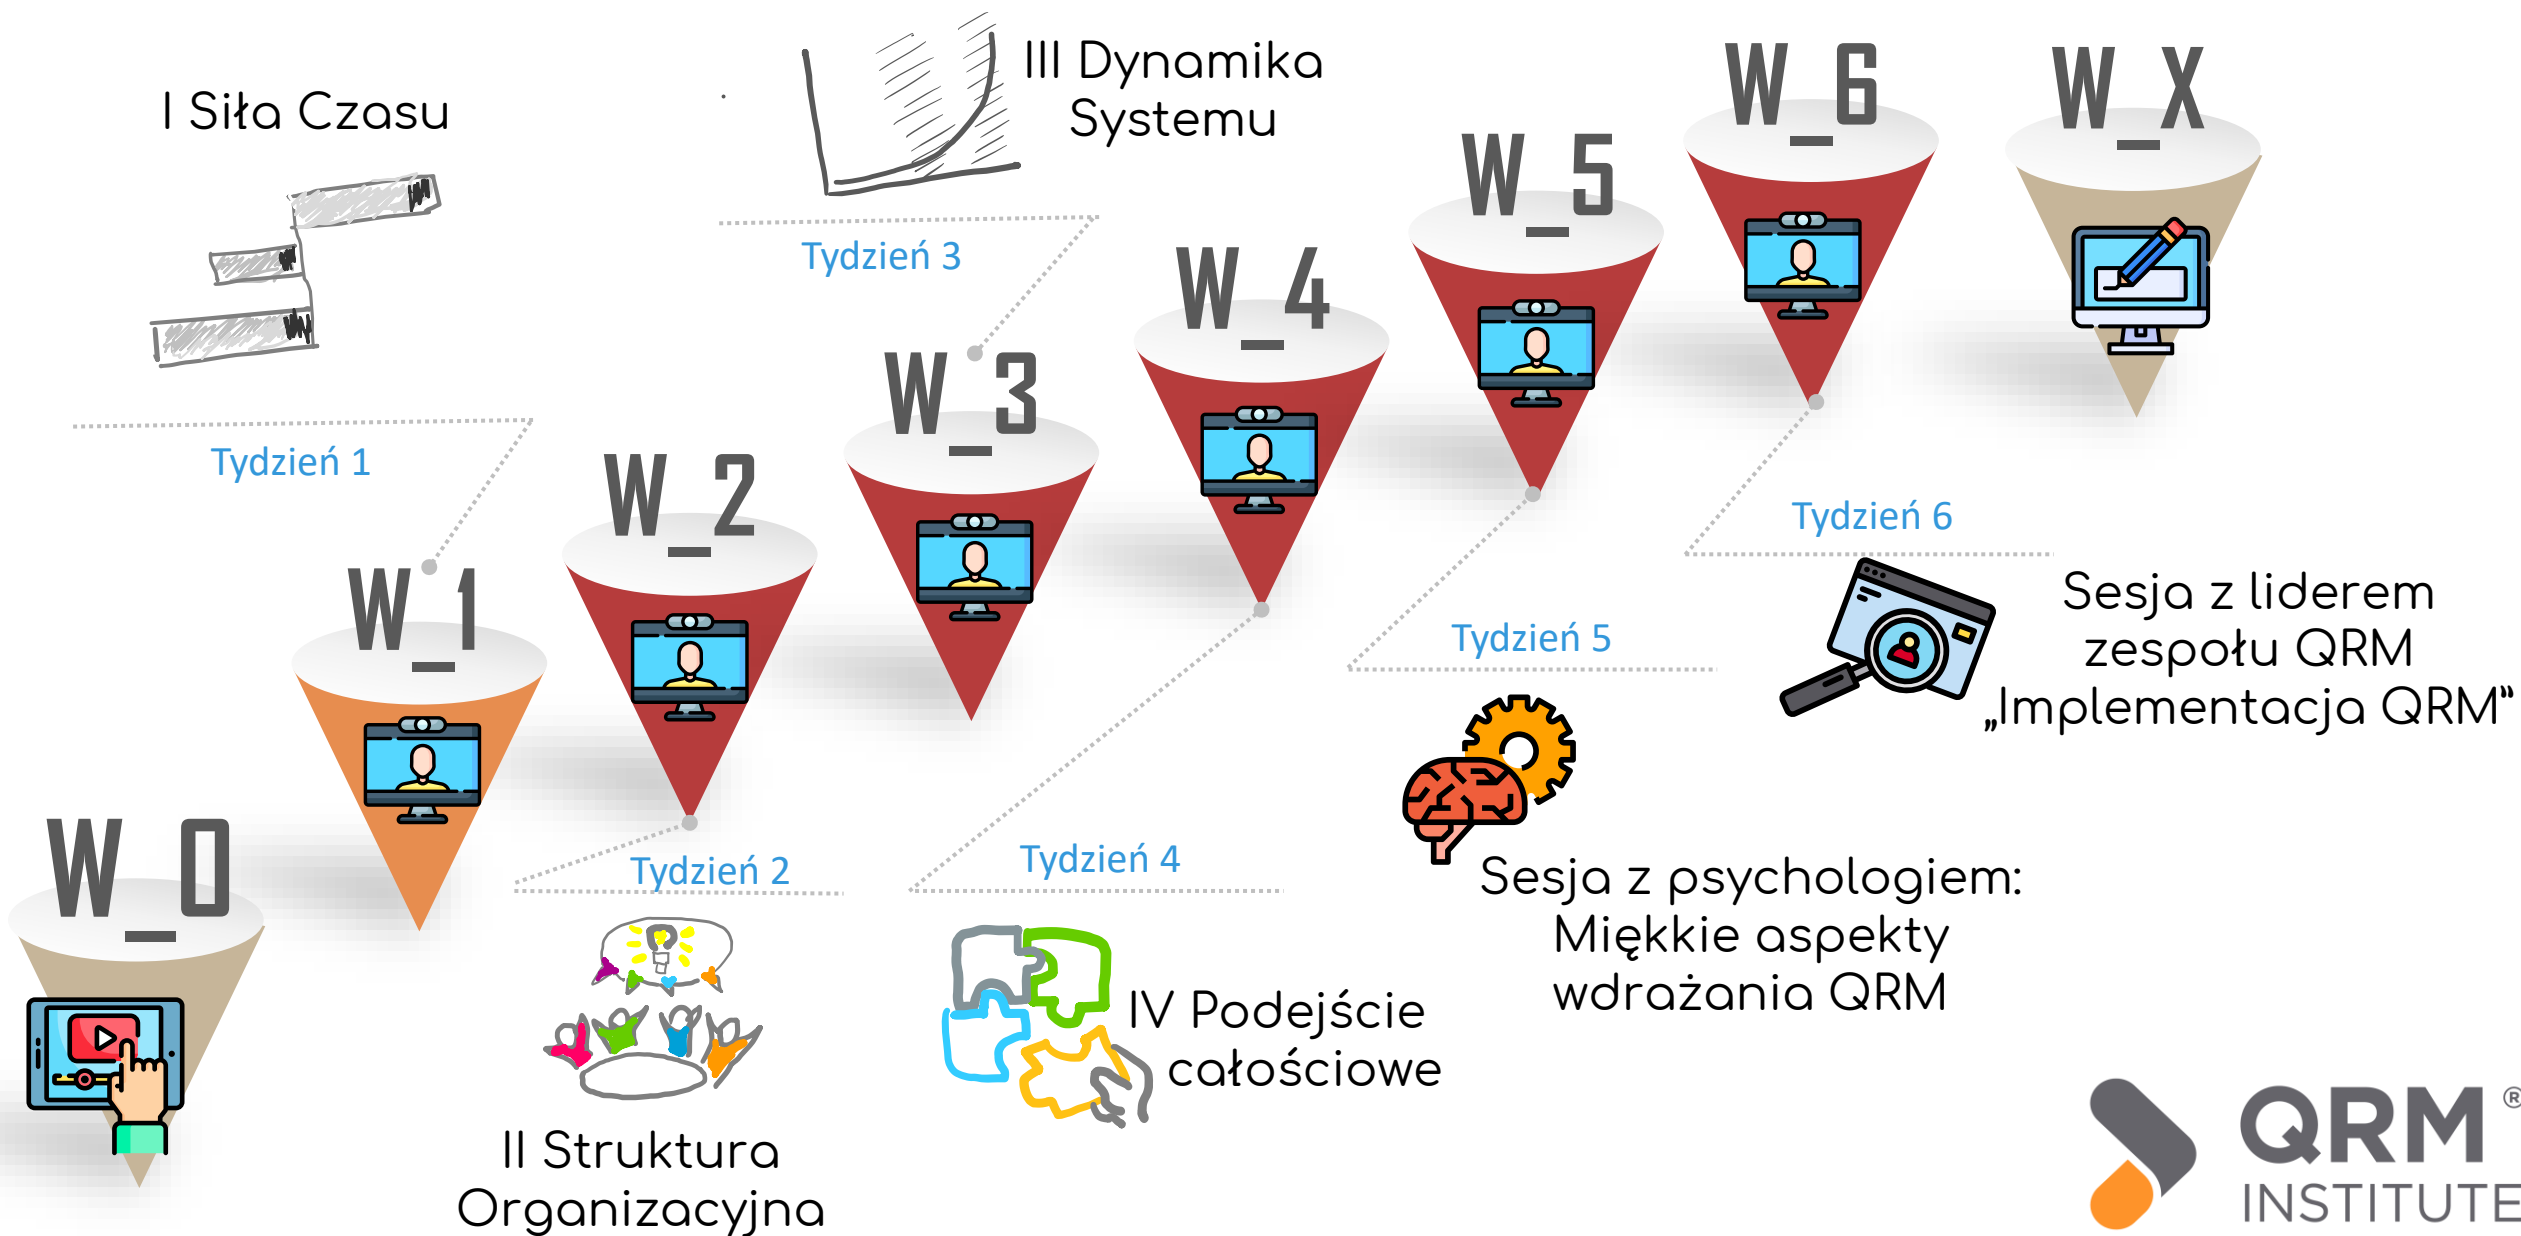 I Siła Czasu
Tydzień 1
III Dynamika
Systemu
Tydzień 3
W_0
W_1
W_2
W_3
W_4
W_5
W_6
W_X
Tydzień 2
II Struktura
Organizacyjna
Tydzień 4
IV Podejście
całościowe
Tydzień 5
Sesja z psychologiem:
Miękkie aspekty
wdrażania QRM
Tydzień 6
Sesja z liderem
zespołu QRM
„Implementacja QRM”
QRM®
INSTITUTE